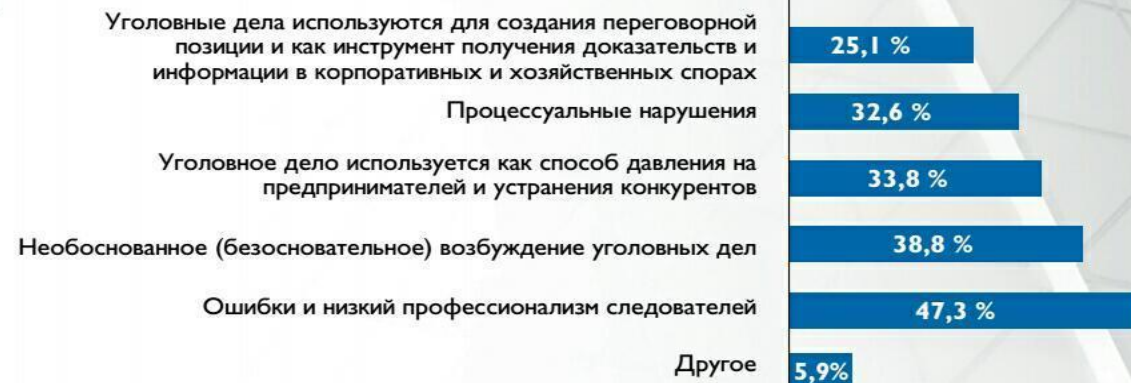 Уголовные дела используются для создания переговорной
позиции и как инструмент получения доказательств и
информации в корпоративных и хозяйственных спорах
25,1 %
Процессуальные нарушения
32,6 %
Уголовное дело используется как способ давления на
предпринимателей и устранения конкурентов
33,8 %
Необоснованное (безосновательное) возбуждение уголовных дел
38,8 %
Ошибки и низкий профессионализм следователей
47,3 %
Другое
5,9%